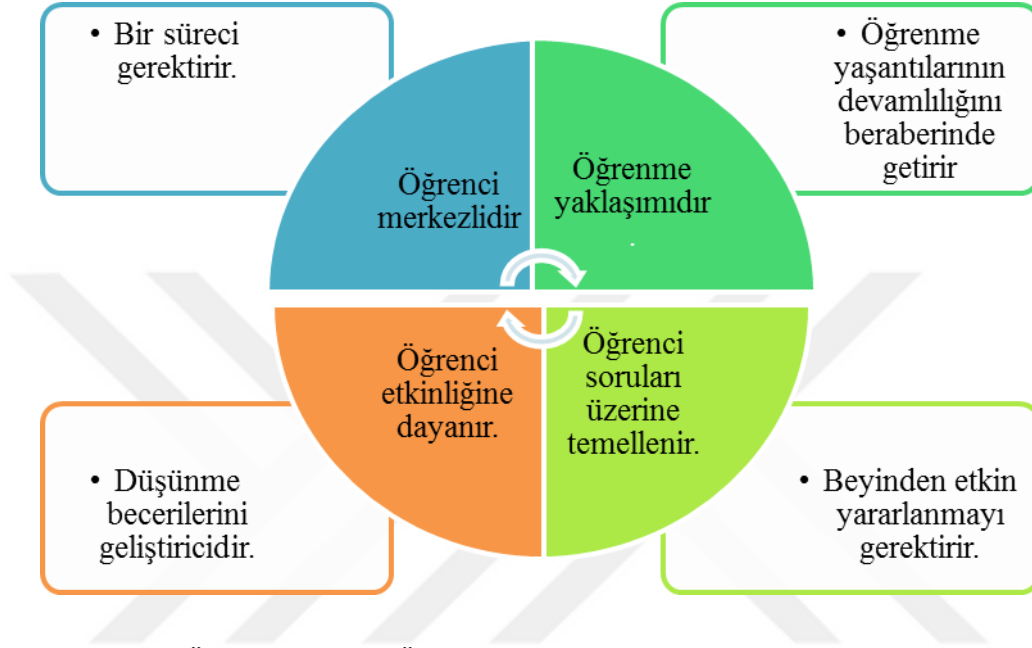 • Bir süreci
gerektirir.
• Öğrenme
yaşantılarının
devamlılığını
beraberinde
getirir
Öğrenci
merkezlidir
Öğrenme
yaklaşımıdır
.
Öğrenci
etkinliğine
dayanır.
Öğrenci
soruları
üzerine
temellenir.
• Düşünme
becerilerini
geliştiricidir.
• Beyinden etkin
yararlanmayı
gerektirir.